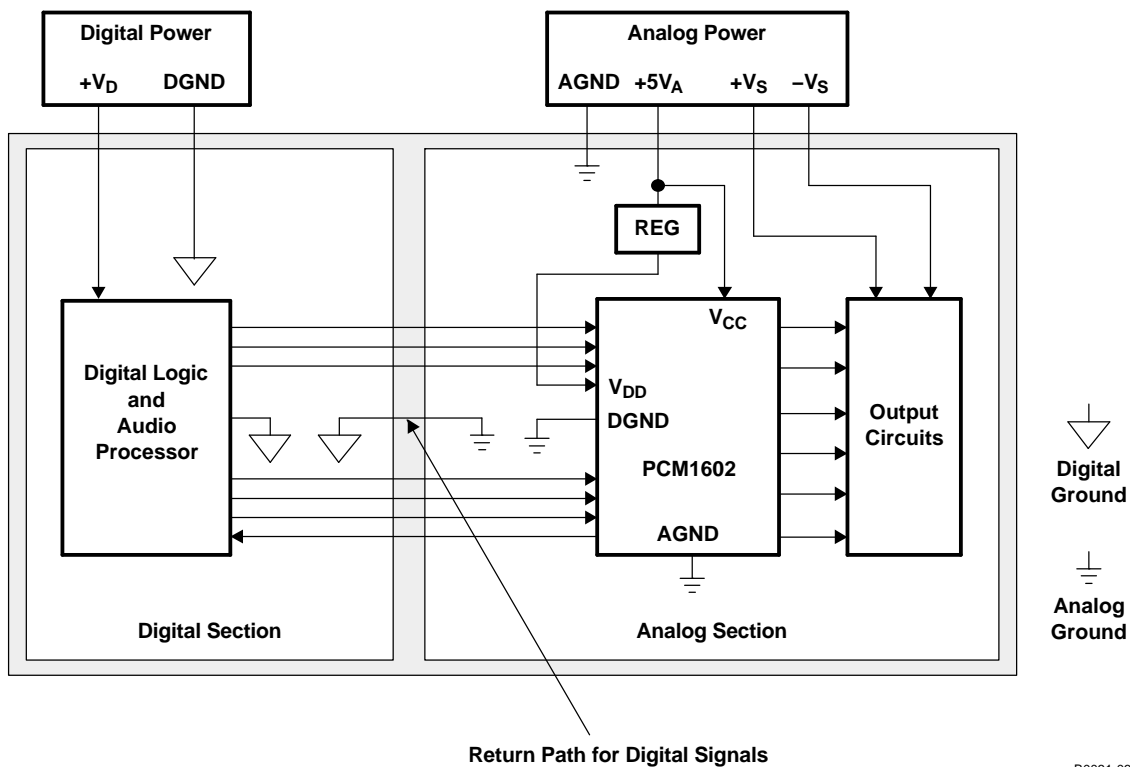 Digital Power
+VD DGND
Analog Power
AGND +5VA +VS −VS
REG
VCC
Digital Logic
and
Audio
Processor
VDD
DGND
PCM1602
AGND
Output
Circuits
Digital
Ground
Analog
Ground
Digital Section
Analog Section
Return Path for Digital Signals